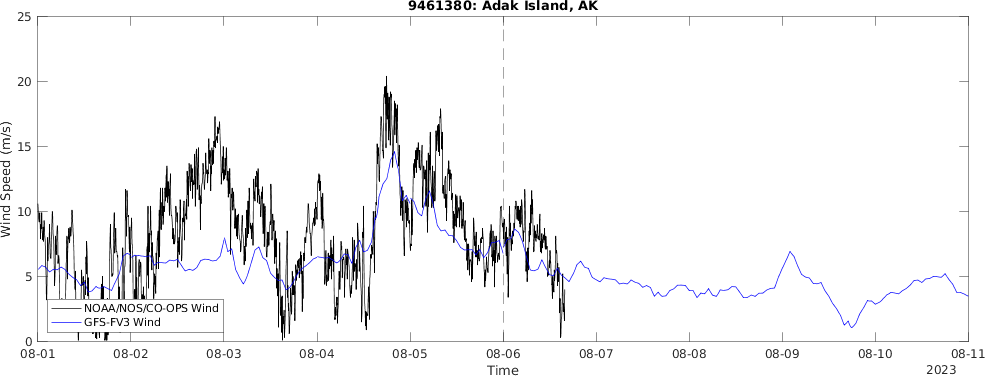 9461380: Adak Island, AK
25
20
15
10
5
0
Wind Speed (m/s)
NOAA/NOS/CO-OPS Wind
GFS-FV3 Wind
08-01 08-02 08-03 08-04 08-05 08-06 08-07 08-08 08-09 08-10 08-11
Time
2023